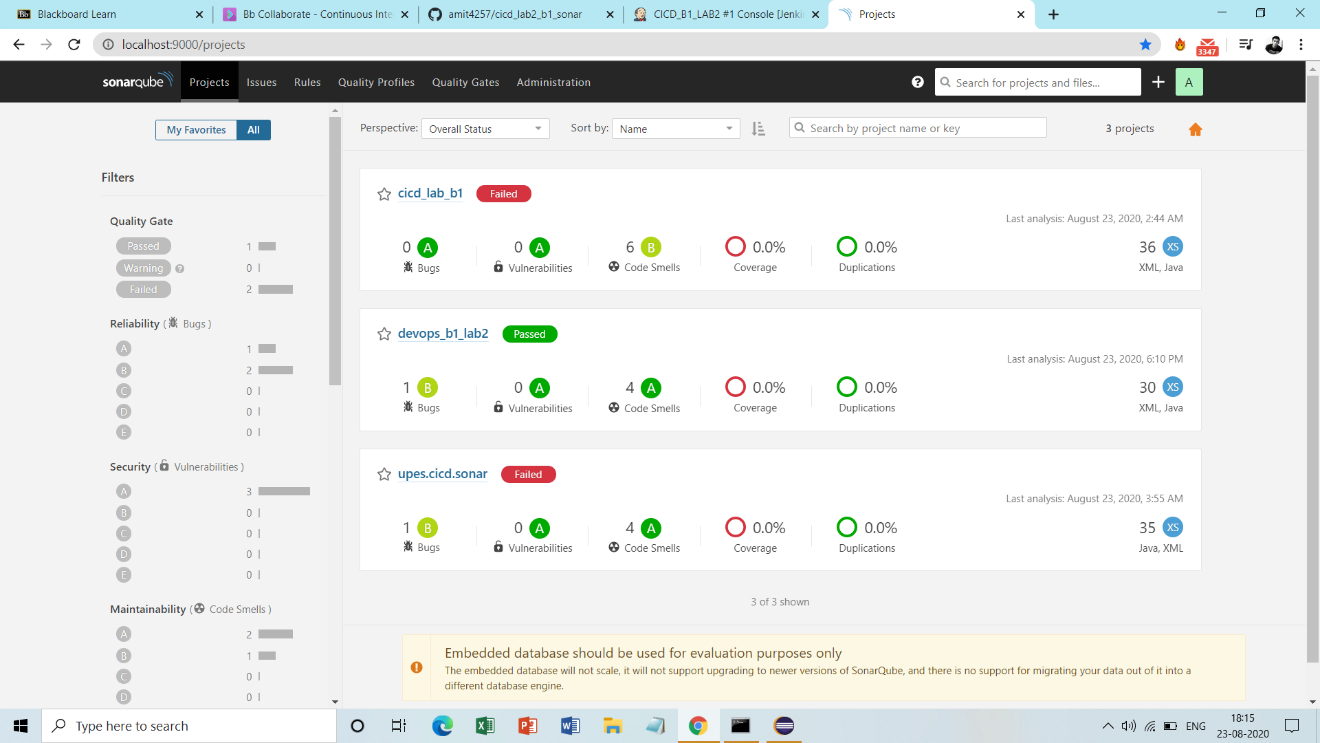 Blackboard Learn
Bb Collaborate - Continuous Inte
amit4257/cicd_lab2_b1_sonar
CICD_B1_LAB2 #1 Console [Jenki
Projects
localhost:9000/projects
3347
sonarqube
Projects
Issues
Rules
Quality Profiles
Quality Gates
Administration
Search for projects and files...
A
My Favorites
All
Perspective:
Overall Status
Sort by:
Name
Search by project name or key
3 projects
Filters
Quality Gate
Passed 1
Warning 0
Failed 2
Reliability ( Bugs )
A 1
B 2
C 0
D 0
E 0
Security ( Vulnerabilities )
A 3
B 0
C 0
D 0
E 0
Maintainability ( Code Smells )
A 2
B 1
C 0
D 0
cicd_lab_b1 Failed
Last analysis: August 23, 2020, 2:44 AM
0 A 0 A 6 B 0.0% 0.0% 36 XS
Bugs Vulnerabilities Code Smells Coverage Duplications XML, Java
devops_b1_lab2 Passed
Last analysis: August 23, 2020, 6:10 PM
1 B 0 A 4 A 0.0% 0.0% 30 XS
Bugs Vulnerabilities Code Smells Coverage Duplications XML, Java
upes.cicd.sonar Failed
Last analysis: August 23, 2020, 3:55 AM
1 B 0 A 4 A 0.0% 0.0% 35 XS
Bugs Vulnerabilities Code Smells Coverage Duplications Java, XML
3 of 3 shown
Embedded database should be used for evaluation purposes only
The embedded database will not scale, it will not support upgrading to newer versions of SonarQube, and there is no support for migrating your data out of it into a
different database engine.
Type here to search
ENG
18:15
23-08-2020